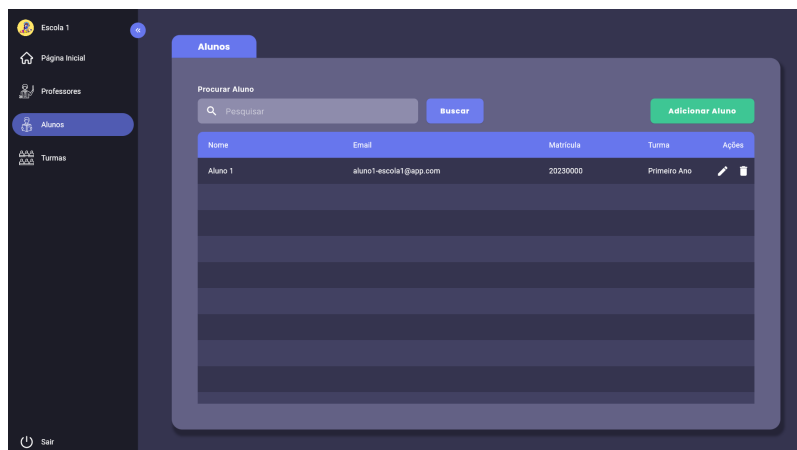 Escola 1
Página Inicial
Professores
Alunos
Turmas
Sair
Alunos
Procurar Aluno
Pesquisar
Buscar
Adicionar Aluno
Nome Email Matrícula Turma Ações
Aluno 1 aluno1-escola1@app.com 20230000 Primeiro Ano